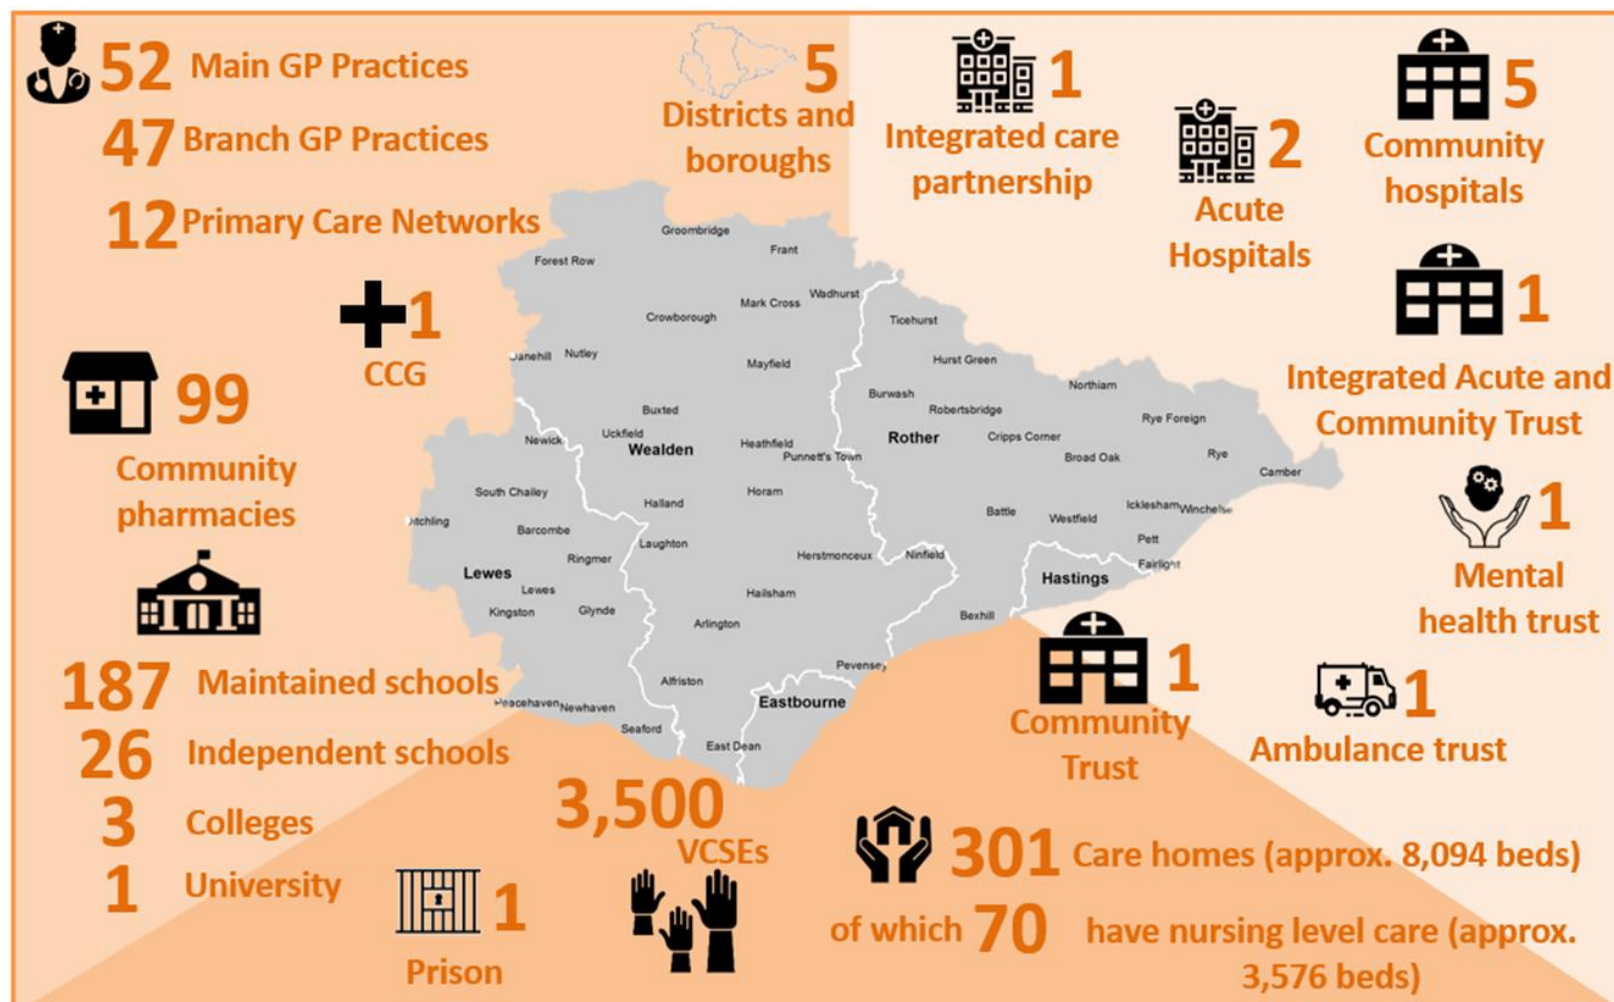 52 Main GP Practices
47 Branch GP Practices
12 Primary Care Networks
1
CCG
99
Community
pharmacies
187 Maintained schools
26 Independent schools
3 Colleges
1 University
1
Prison
3,500
VCSEs
301 Care homes (approx. 8,094 beds)
of which 70 have nursing level care (approx.
3,576 beds)
5
Districts and
boroughs
1
Integrated care
partnership
2
Acute
Hospitals
5
Community
hospitals
1
Integrated Acute and
Community Trust
1
Mental
health trust
1
Community
Trust
1
Ambulance trust
Groombridge
Frant
Forest Row
Wadhurst
Mark Cross
Crowborough
Ticehurst
Nutley
Mayfield
Hurst Green
Northiam
Burwash
Buxted
Robertsbridge
Rye Foreign
Uckfield
Newick
Wealden
Heathfield
Punnett's Town
Rother
Cripps Corner
Broad Oak
Rye
Camber
South Chailey
Halland
Horam
Battle
Westfield
Icklesham
Barcombe
Laughton
Pett
Ringmer
Herstmonceux
Ninfield
Fairlight
Lewes
Hastings
Lewes
Hailsham
Kingston
Glynde
Arlington
Bexhill
Pevensey
Alfriston
Peacehaven
Newhaven
Eastbourne
Seaford
East Dean